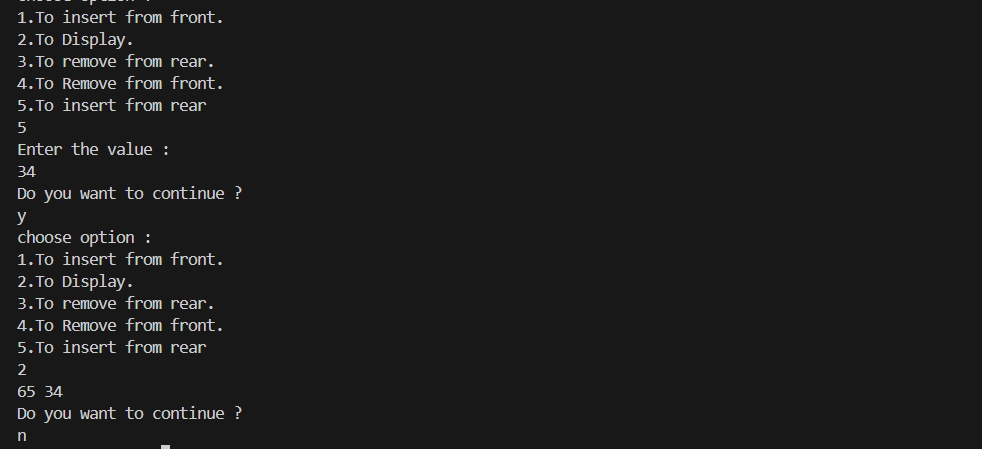 choose option :
1.To insert from front.
2.To Display.
3.To remove from rear.
4.To Remove from front.
5.To insert from rear
5
Enter the value :
34
Do you want to continue ?
y
choose option :
1.To insert from front.
2.To Display.
3.To remove from rear.
4.To Remove from front.
5.To insert from rear
2
65 34
Do you want to continue ?
n